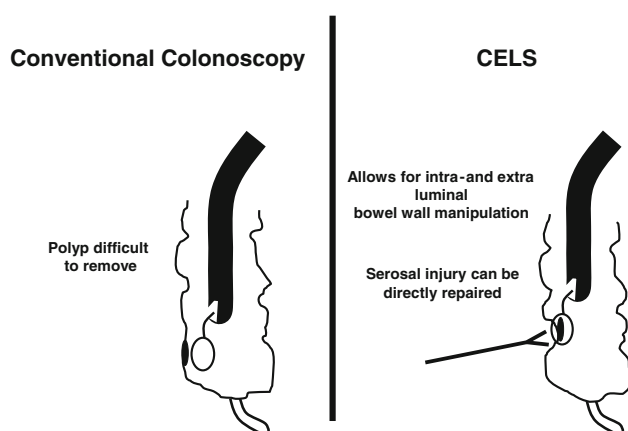 Conventional Colonoscopy
Polyp difficult
to remove
CELS
Allows for intra-and extra
luminal
bowel wall manipulation
Serosal injury can be
directly repaired